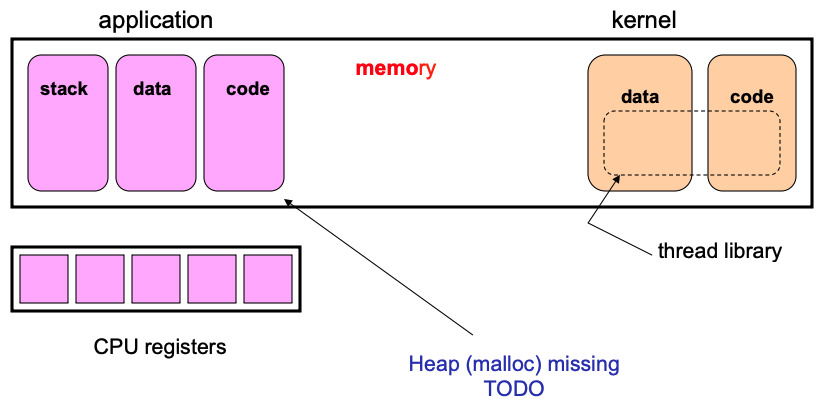 application
kernel
memory
stack
data
code
data
code
thread library
CPU registers
Heap (malloc) missing
TODO